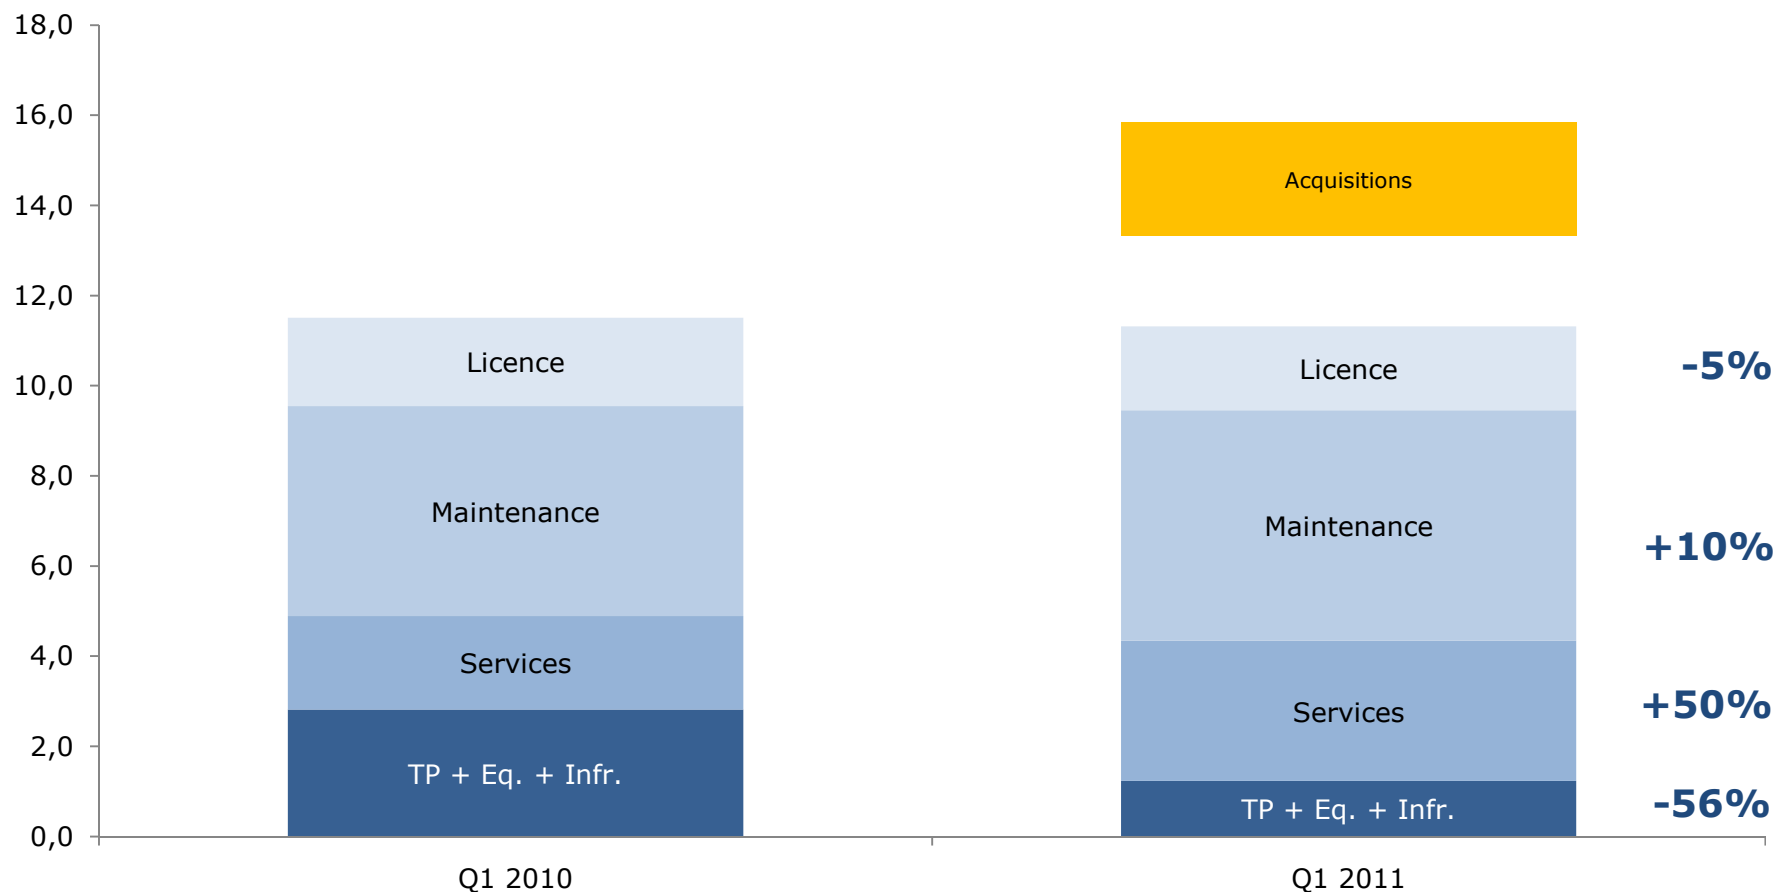 18,0
16,0
14,0
12,0
10,0
8,0
6,0
4,0
2,0
0,0
Licence
Maintenance
Services
TP + Eq. + Infr.
Q1 2010
Acquisitions
Licence
Maintenance
Services
TP + Eq. + Infr.
Q1 2011
-5%
+10%
+50%
-56%